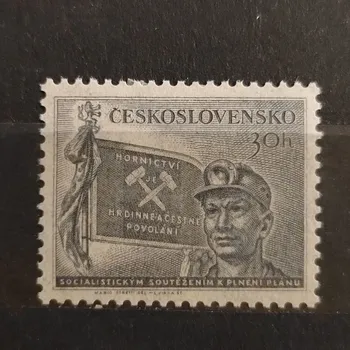 ČESKOSLOVENSKO
30h
HORNICTVÍ
JE
HRDINNÉ A ČESTNÉ
POVOLÁNÍ
SOCIALISTICKÝM SOUTĚŽENÍM K PLNĚNÍ PLÁNU